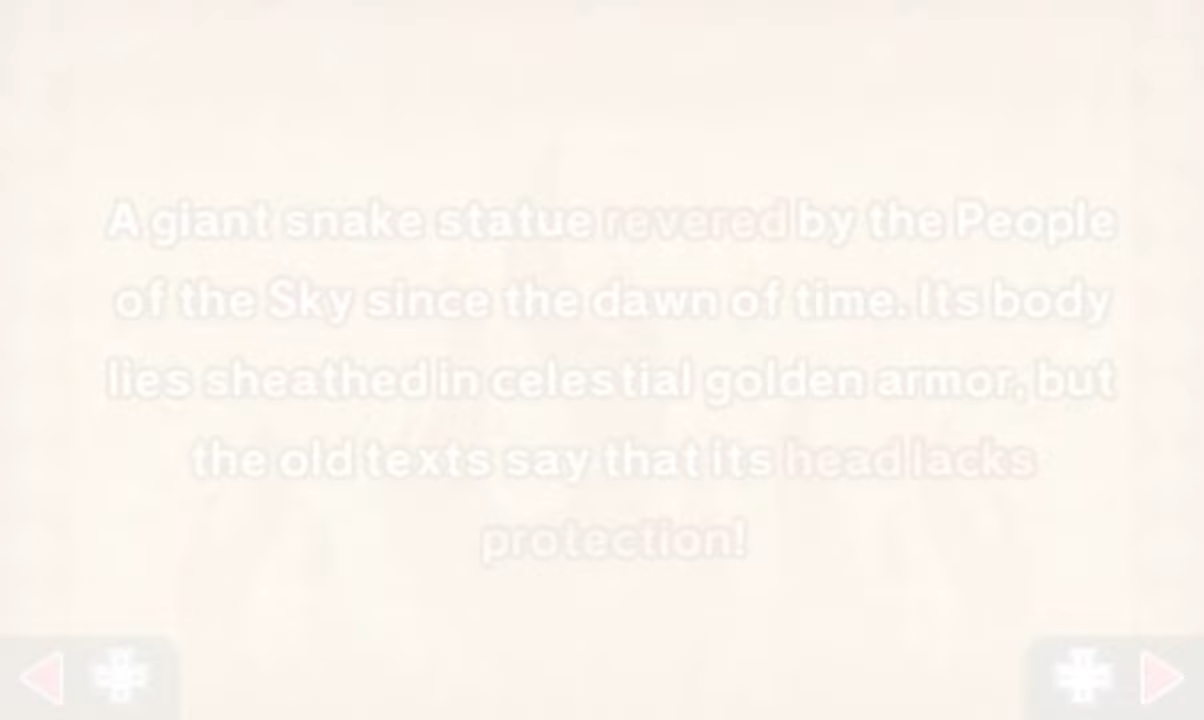 A giant snake statue revered by the People
of the Sky since the dawn of time. Its body
lies sheathed in celestial golden armor, but
the old texts say that its head lacks
protection!